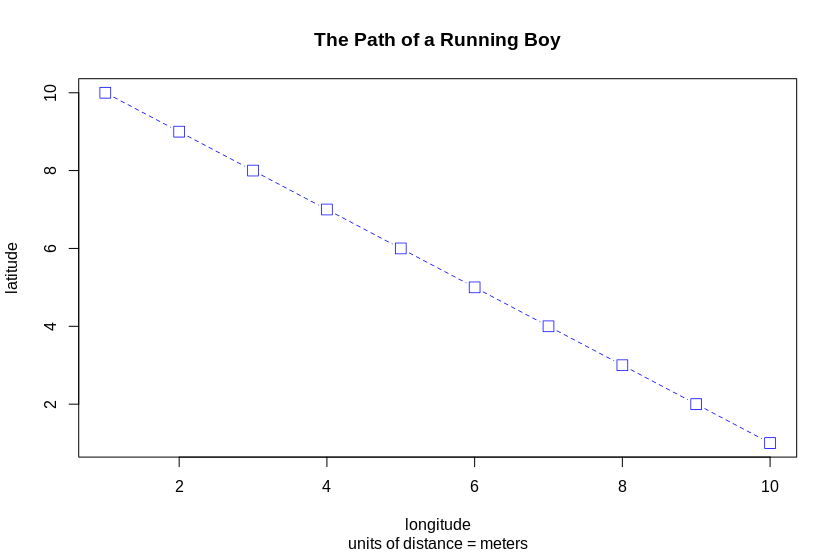 The Path of a Running Boy
latitude
10
8
6
4
2
2 4 6 8 10
longitude
units of distance = meters